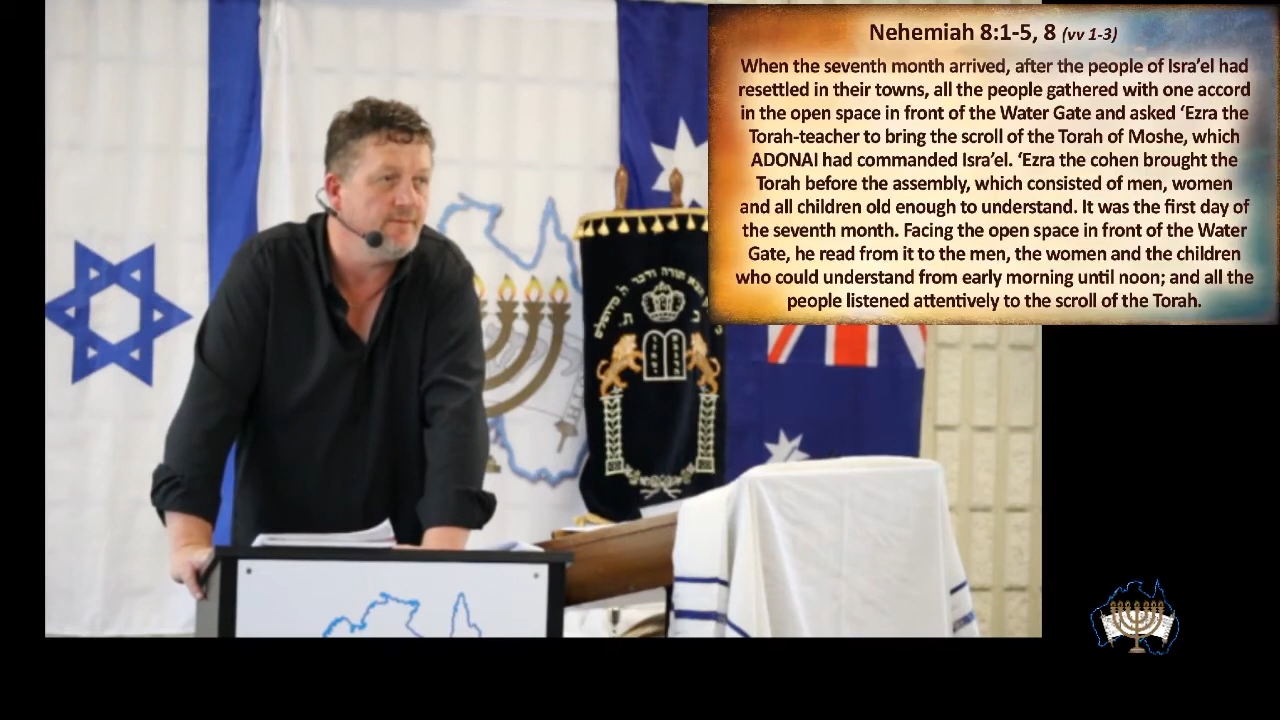 Nehemiah 8:1-5, 8 (vv 1-3)
When the seventh month arrived, after the people of Isra’el had
resettled in their towns, all the people gathered with one accord
in the open space in front of the Water Gate and asked ‘Ezra the
Torah-teacher to bring the scroll of the Torah of Moshe, which
ADONAI had commanded Isra’el. ‘Ezra the cohen brought the
Torah before the assembly, which consisted of men, women
and all children old enough to understand. It was the first day of
the seventh month. Facing the open space in front of the Water
Gate, he read from it to the men, the women and the children
who could understand from early morning until noon; and all the
people listened attentively to the scroll of the Torah.
תורה ודבר ה' מירושלים